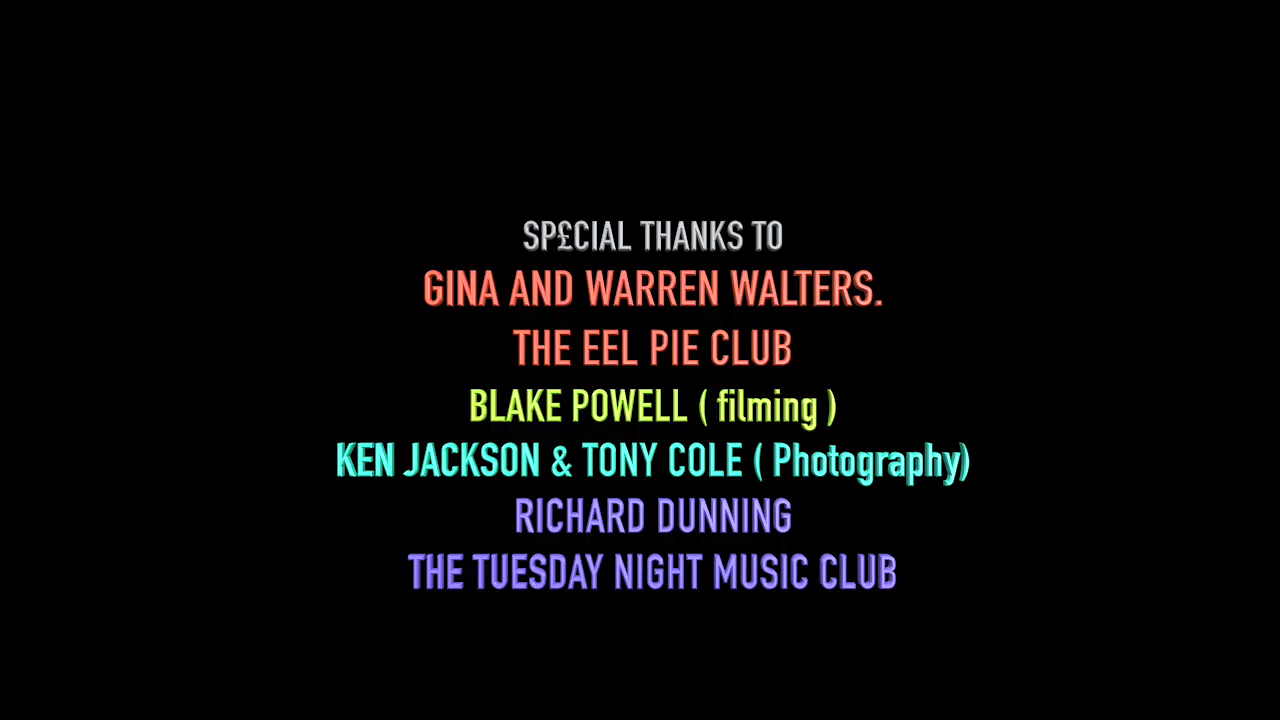 SP£CIAL THANKS TO
GINA AND WARREN WALTERS.
THE EEL PIE CLUB
BLAKE POWELL ( filming )
KEN JACKSON & TONY COLE ( Photography)
RICHARD DUNNING
THE TUESDAY NIGHT MUSIC CLUB